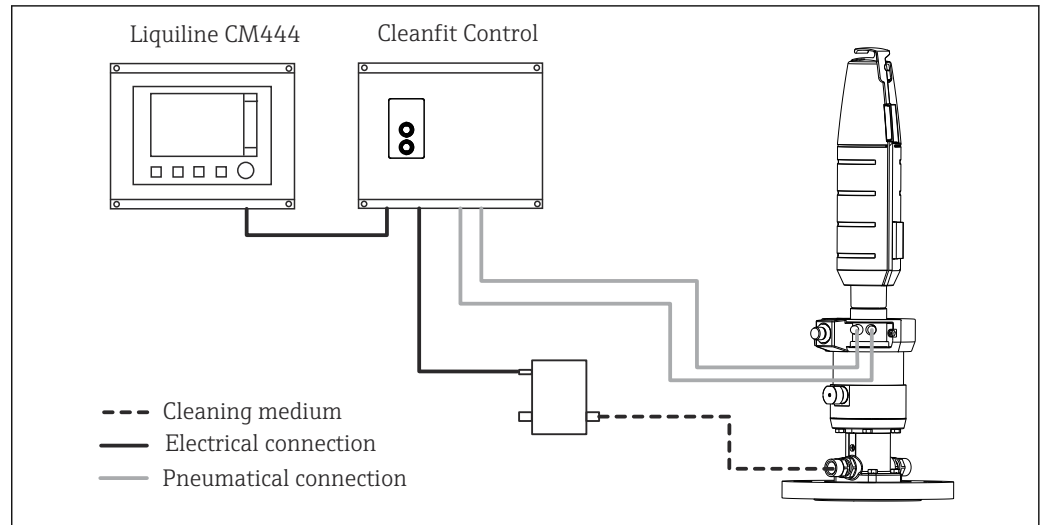 Liquiline CM444
Cleanfit Control
Cleaning medium
Electrical connection
Pneumatical connection